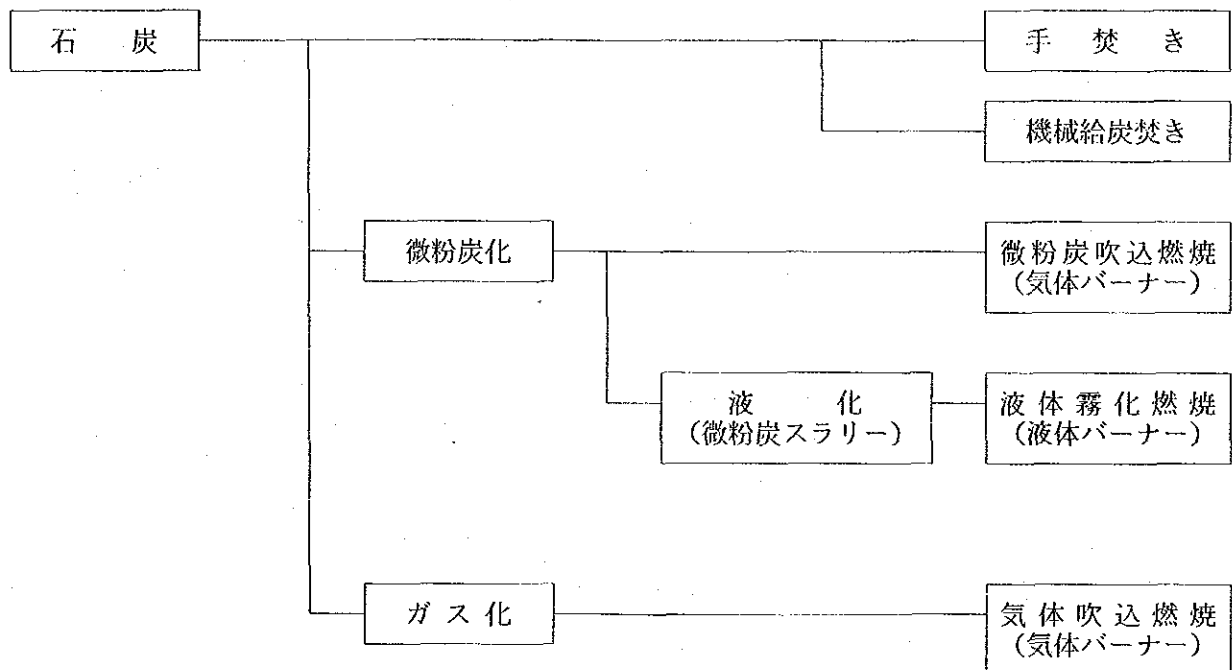 石炭
手焚き
機械給炭焚き
微粉炭化
微粉炭吹込燃焼
(気体バーナー)
液化
(微粉炭スラリー)
液体霧化燃焼
(液体バーナー)
ガス化
気体吹込燃焼
(気体バーナー)